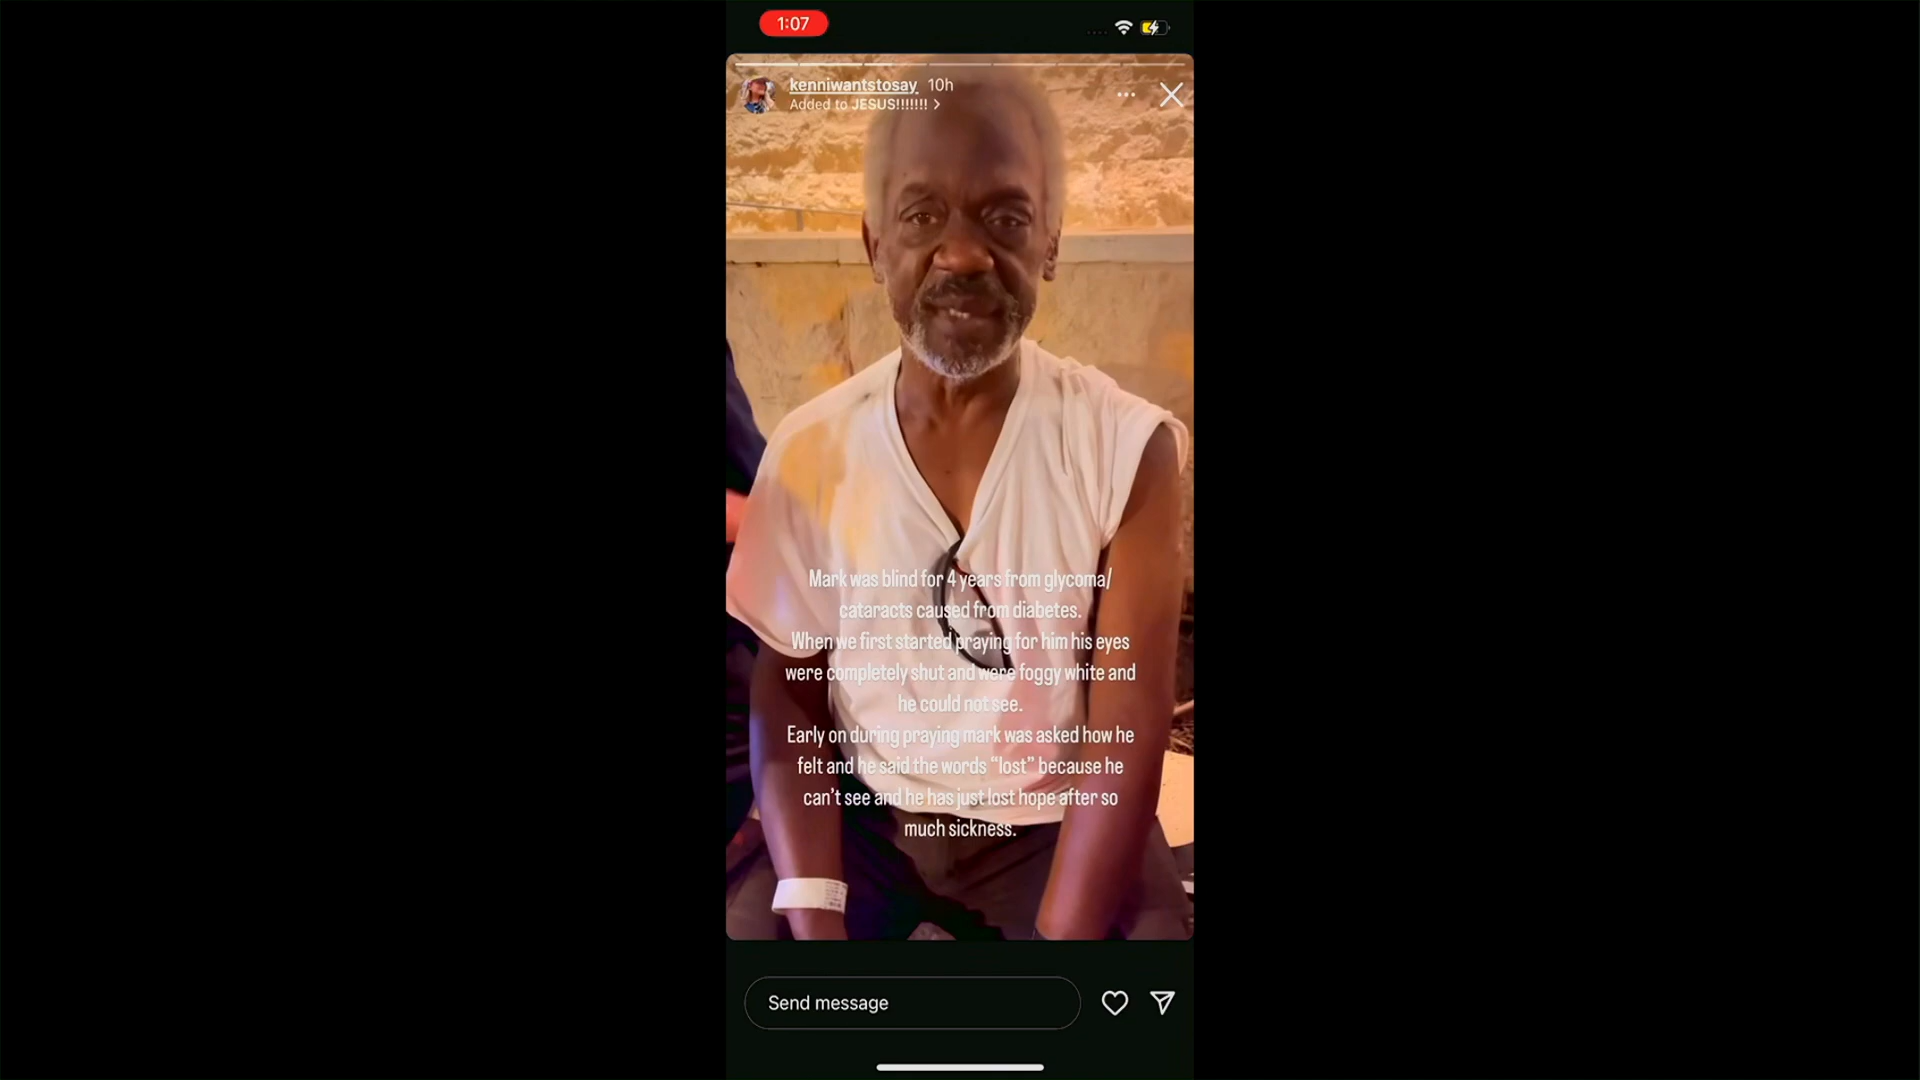 1:07
kenniwantstosay 10h
Added to JESUS!!!!!!! >
Mark was blind for 4 years from glycoma/
cataracts caused from diabetes.
When we first started praying for him his eyes
were completely shut and were foggy white and
he could not see.
Early on during praying mark was asked how he
felt and he said the words “lost” because he
can’t see and he has just lost hope after so
much sickness.
Send message